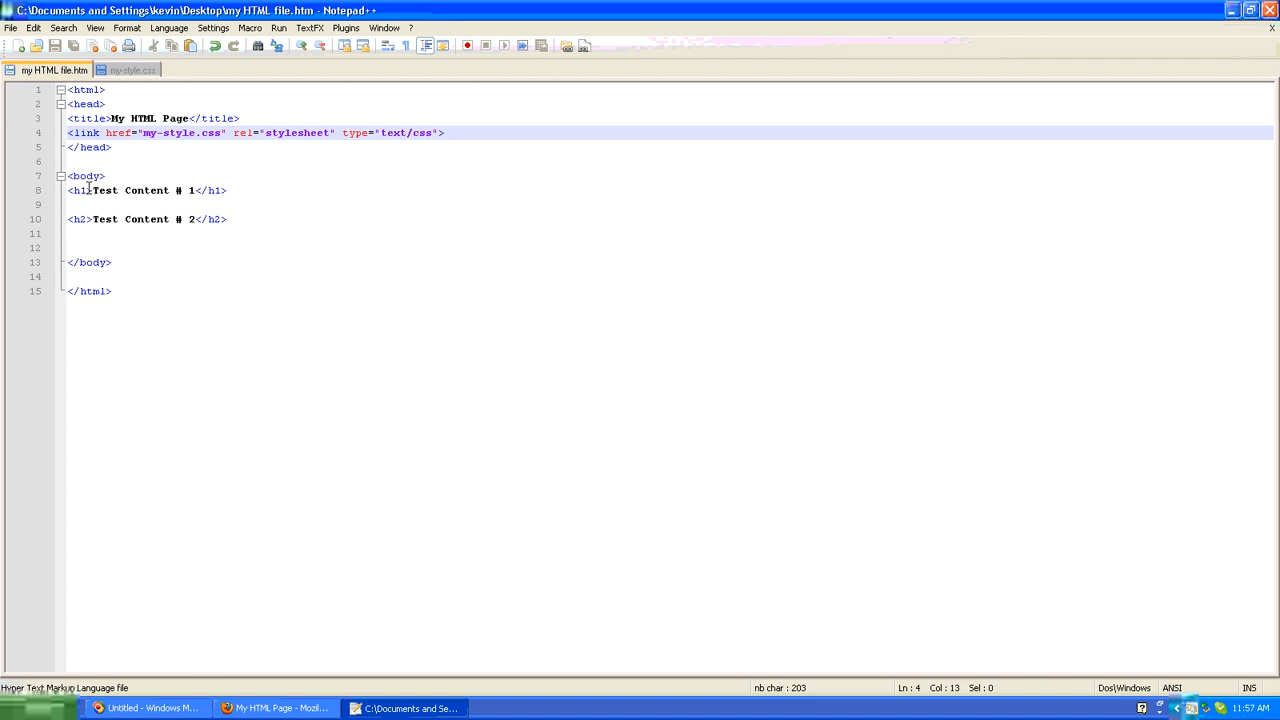 C:\Documents and Settings\kevin\Desktop\my HTML file.htm - Notepad++
File Edit Search View Format Language Settings Macro Run TextFX Plugins Window ? X
my HTML file.htm my-style.css
1 <html>
2 <head>
3 <title>My HTML Page</title>
4 <link href="my-style.css" rel="stylesheet" type="text/css">
5 </head>
6
7 <body>
8 <h1>Test Content # 1</h1>
9
10 <h2>Test Content # 2</h2>
11
12
13 </body>
14
15 </html>
Hyper Text Markup Language file nb char : 203 Ln : 4 Col : 13 Sel : 0 Dos\Windows ANSI INS
Untitled - Windows M... My HTML Page - Mozil... C:\Documents and Se... 11:57 AM